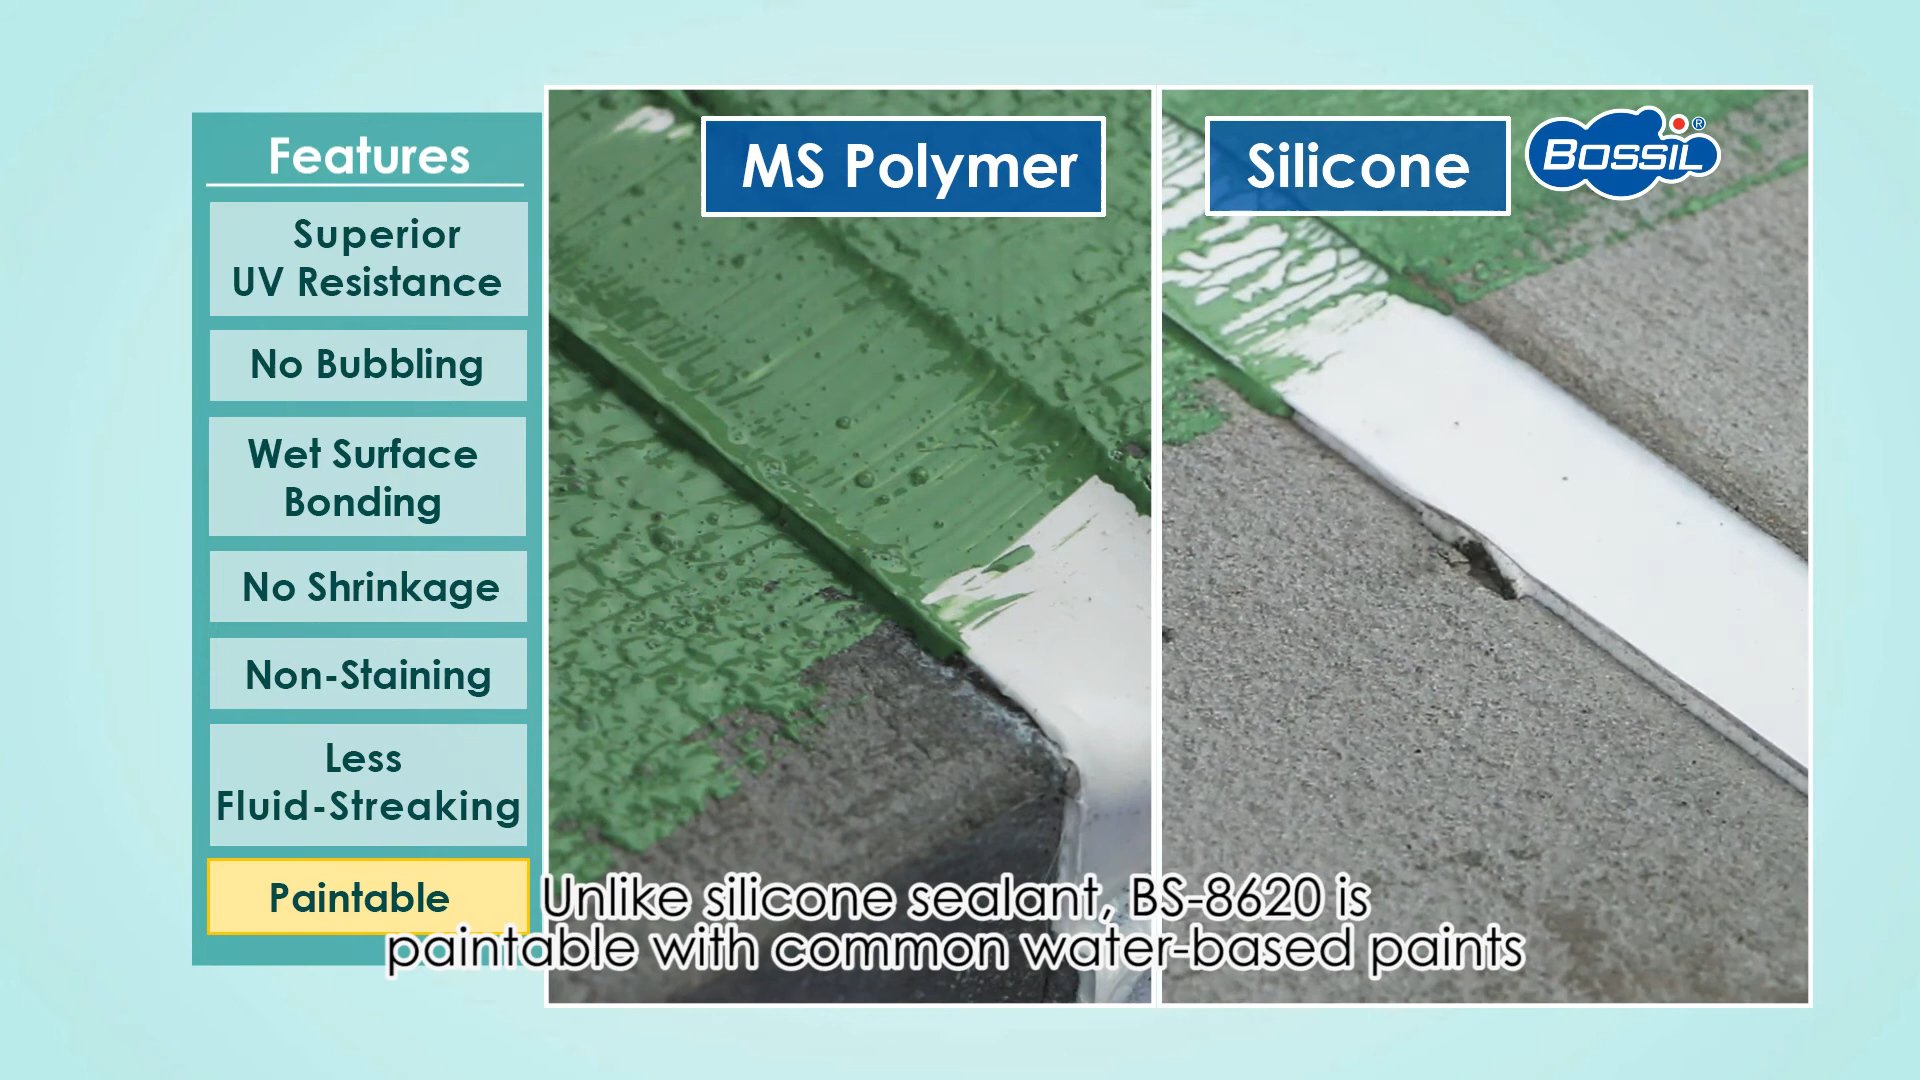 Features
Superior
UV Resistance
No Bubbling
Wet Surface
Bonding
No Shrinkage
Non-Staining
Less
Fluid-Streaking
Paintable
MS Polymer
Silicone
BOSSIL®
Unlike silicone sealant, BS-8620 is
paintable with common water-based paints